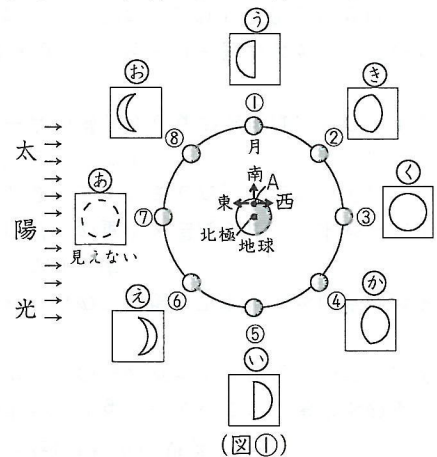 う
お
き
①
⑧
②
月
太
陽
光
南
A
東
西
あ
見えない
⑦
③
く
北極
地球
え
⑥
④
か
⑤
い
(図①)